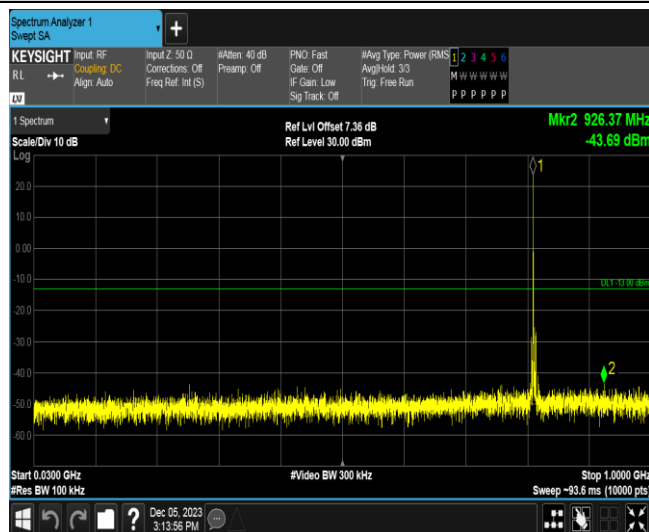 Spectrum Analyzer 1
Swept SA
+
KEYSIGHT
RL
LXI
Input: RF
Coupling: DC
Align: Auto
Input Z: 50 Ω
Corrections: Off
Freq Ref: Int (S)
#Atten: 40 dB
Preamp: Off
PNO: Fast
Gate: Off
IF Gain: Low
Sig Track: Off
#Avg Type: Power (RMS
Avg|Hold: 3/3
Trig: Free Run
1 2 3 4 5 6
M W W W W W
P P P P P P
1 Spectrum
Scale/Div 10 dB
Log
Ref Lvl Offset 7.36 dB
Ref Level 30.00 dBm
Mkr2 926.37 MHz
-43.69 dBm
1
20.0
10.0
0.00
-10.0
DL1 -13.00 dBm
-20.0
-30.0
-40.0
2
-50.0
-60.0
Start 0.0300 GHz
#Res BW 100 kHz
#Video BW 300 kHz
Stop 1.0000 GHz
Sweep ~93.6 ms (10000 pts)
?
Dec 05, 2023
3:13:56 PM